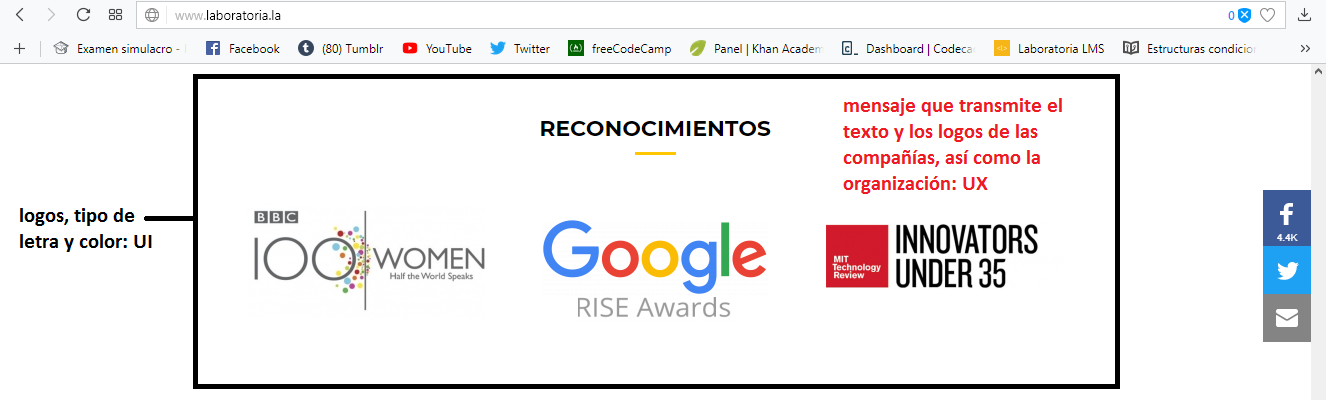 www.laboratoria.la
0
Examen simulacro -
Facebook
(80) Tumblr
YouTube
Twitter
freeCodeCamp
Panel | Khan Academ
Dashboard | Codeca
Laboratoria LMS
Estructuras condicion
RECONOCIMIENTOS
mensaje que transmite el
texto y los logos de las
compañías, así como la
organización: UX
logos, tipo de
letra y color: UI
BBC
100 WOMEN
Half the World Speaks
Google
RISE Awards
MIT
Technology
Review
INNOVATORS
UNDER 35
4.4K